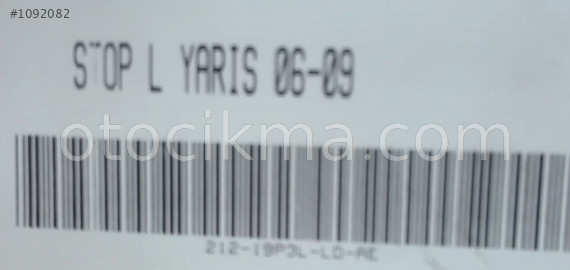 #1092082
STOP L YARIS 06-09
otocikma.com
212-19P3L-LD-AE